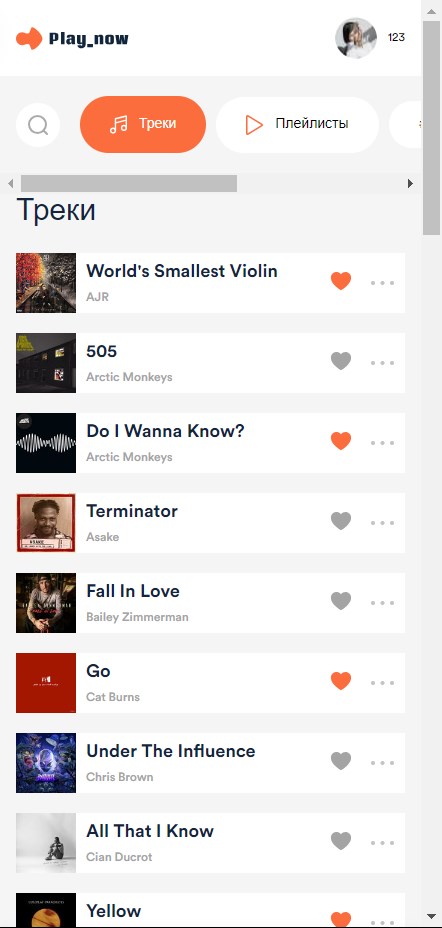 Play_now
123
Треки
Плейлисты
Треки
World's Smallest Violin
AJR
505
Arctic Monkeys
Do I Wanna Know?
Arctic Monkeys
Terminator
Asake
ASAKE
Fall In Love
Bailey Zimmerman
Go
Cat Burns
Under The Influence
Chris Brown
All That I Know
Cian Ducrot
Yellow